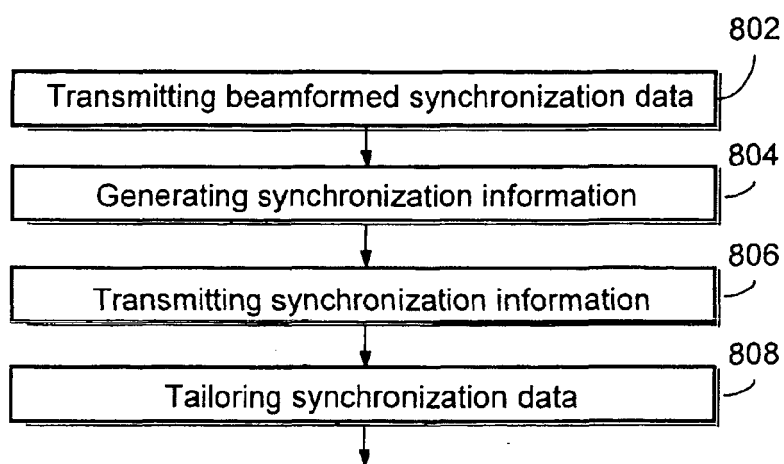 802
Transmitting beamformed synchronization data
804
Generating synchronization information
806
Transmitting synchronization information
808
Tailoring synchronization data